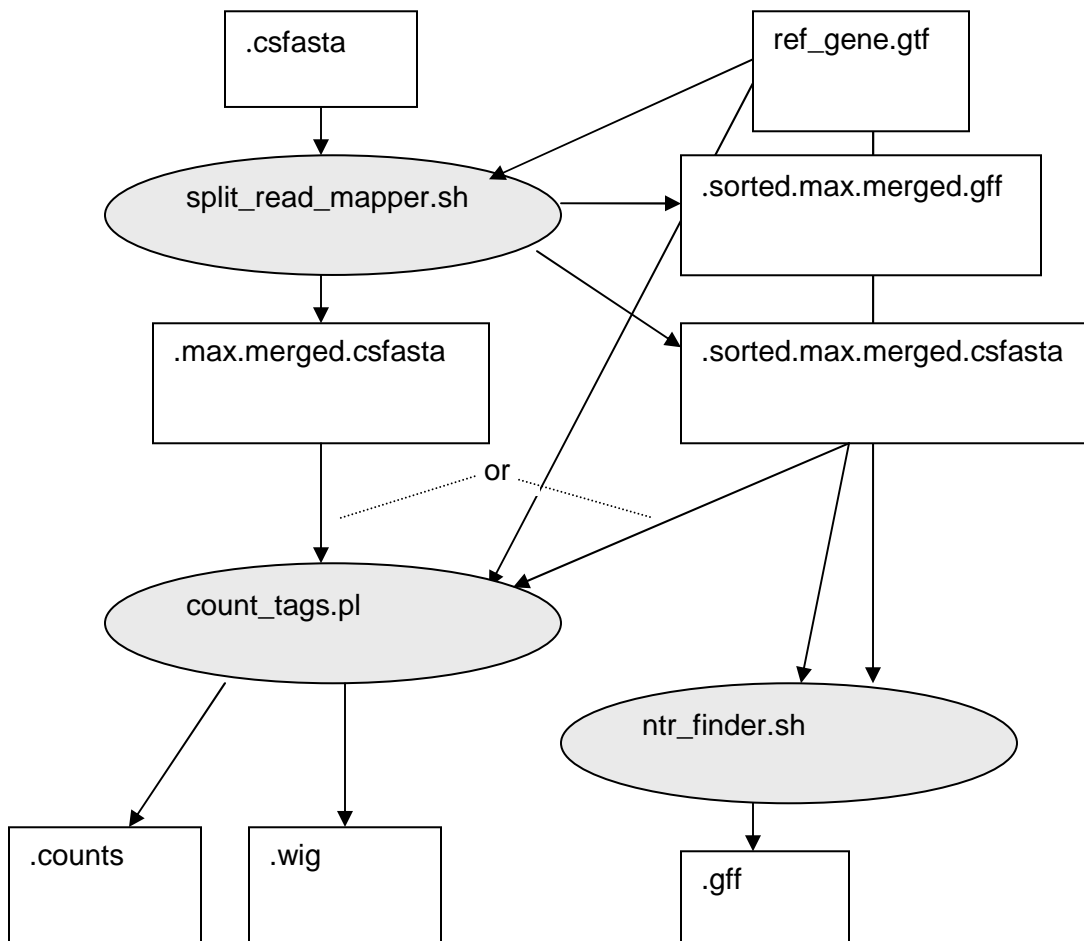 .csfasta
ref_gene.gtf
split_read_mapper.sh
.sorted.max.merged.gff
.max.merged.csfasta
.sorted.max.merged.csfasta
or
count_tags.pl
ntr_finder.sh
.counts
.wig
.gff